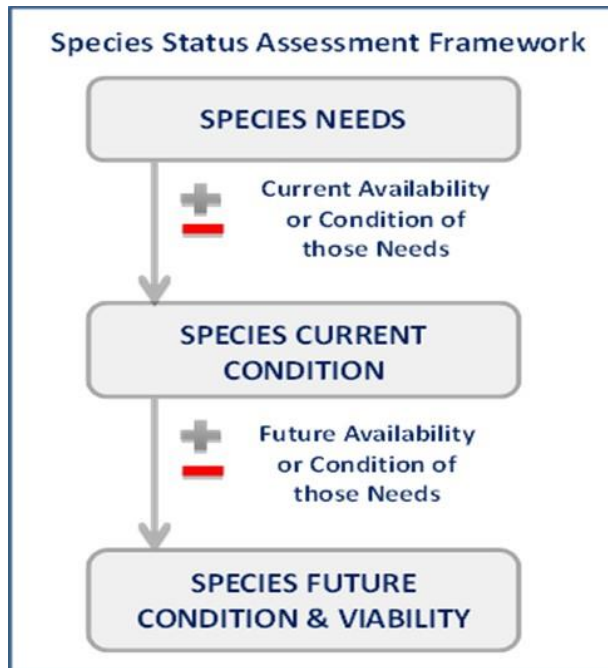 Species Status Assessment Framework
SPECIES NEEDS
Current Availability
or Condition of
those Needs
SPECIES CURRENT
CONDITION
Future Availability
or Condition of
those Needs
SPECIES FUTURE
CONDITION & VIABILITY